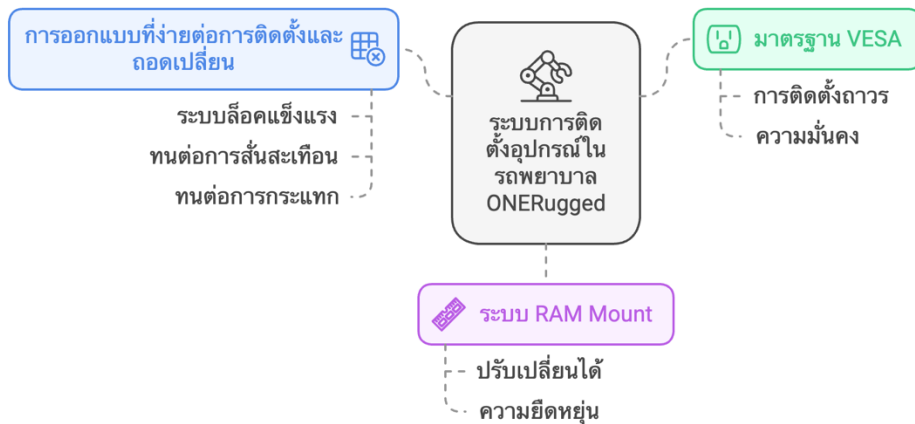 การออกแบบที่ง่ายต่อการติดตั้งและ
ถอดเปลี่ยน
ระบบล็อคแข็งแรง
ทนต่อการสั่นสะเทือน
ทนต่อการกระแทก
ระบบการติด
ตั้งอุปกรณ์ใน
รถพยาบาล
ONERugged
มาตรฐาน VESA
การติดตั้งถาวร
ความมั่นคง
ระบบ RAM Mount
ปรับเปลี่ยนได้
ความยืดหยุ่น